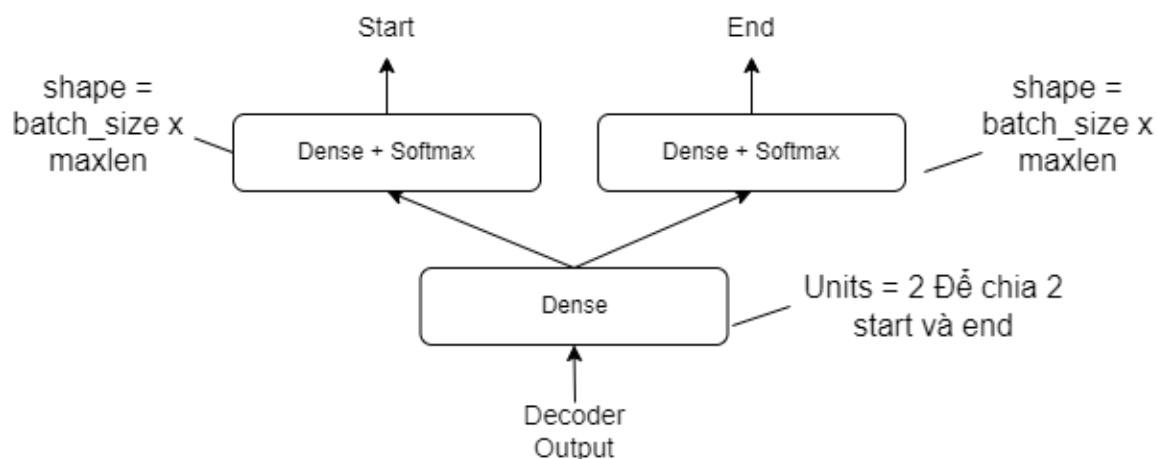 Start
End
shape =
batch_size x
maxlen
Dense + Softmax
Dense + Softmax
shape =
batch_size x
maxlen
Dense
Units = 2 Để chia 2
start và end
Decoder
Output